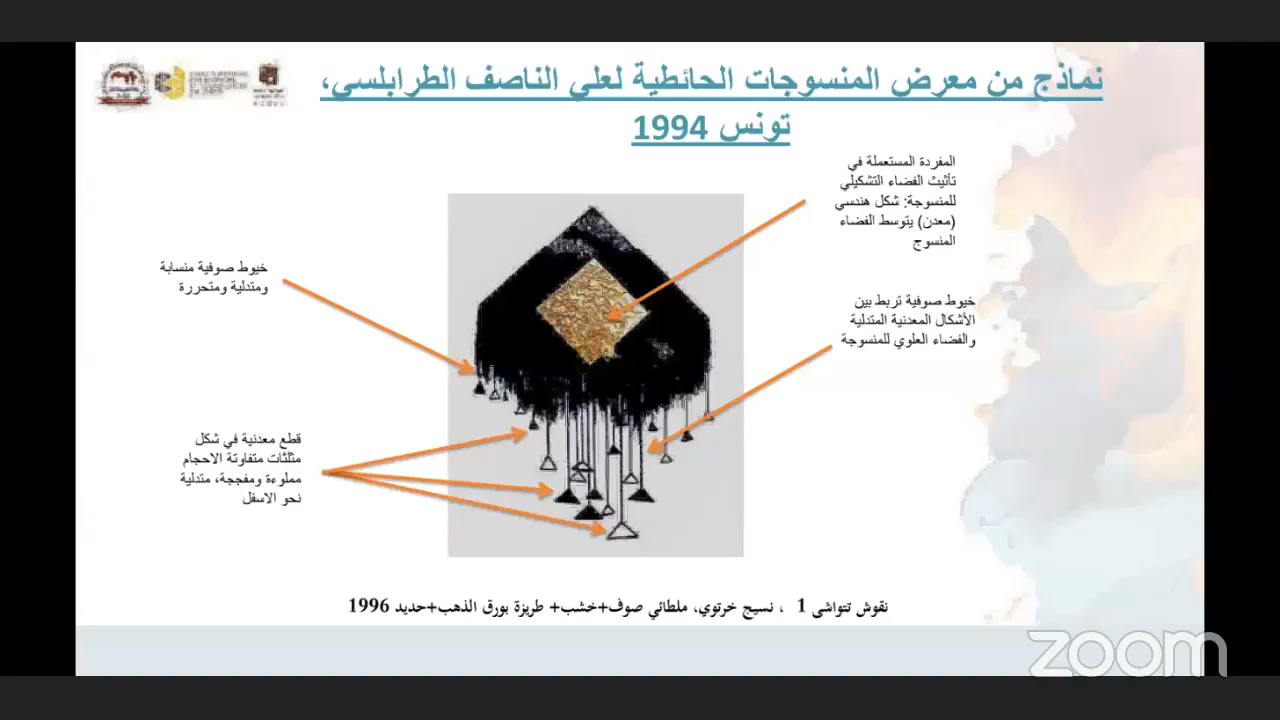 نماذج من معرض المنسوجات الحائطية لعلي الناصف الطرابلسي،
تونس 1994
المفردة المستعملة في
تأثيث الفضاء التشكيلي
للمنسوجة: شكل هندسي
(معدن) يتوسط الفضاء
المنسوج
خيوط صوفية منسابة
ومتدلية ومتحررة
خيوط صوفية تربط بين
الأشكال المعدنية المتدلية
والفضاء العلوي للمنسوجة
قطع معدنية في شكل
مثلثات متفاوتة الاحجام
مملوءة ومفججة، متدلية
نحو الاسفل
نقوش تتواشى 1 ، نسيج خرتوي، ملطائي صوف+خشب+ طريزة بورق الذهب+حديد 1996
zoom